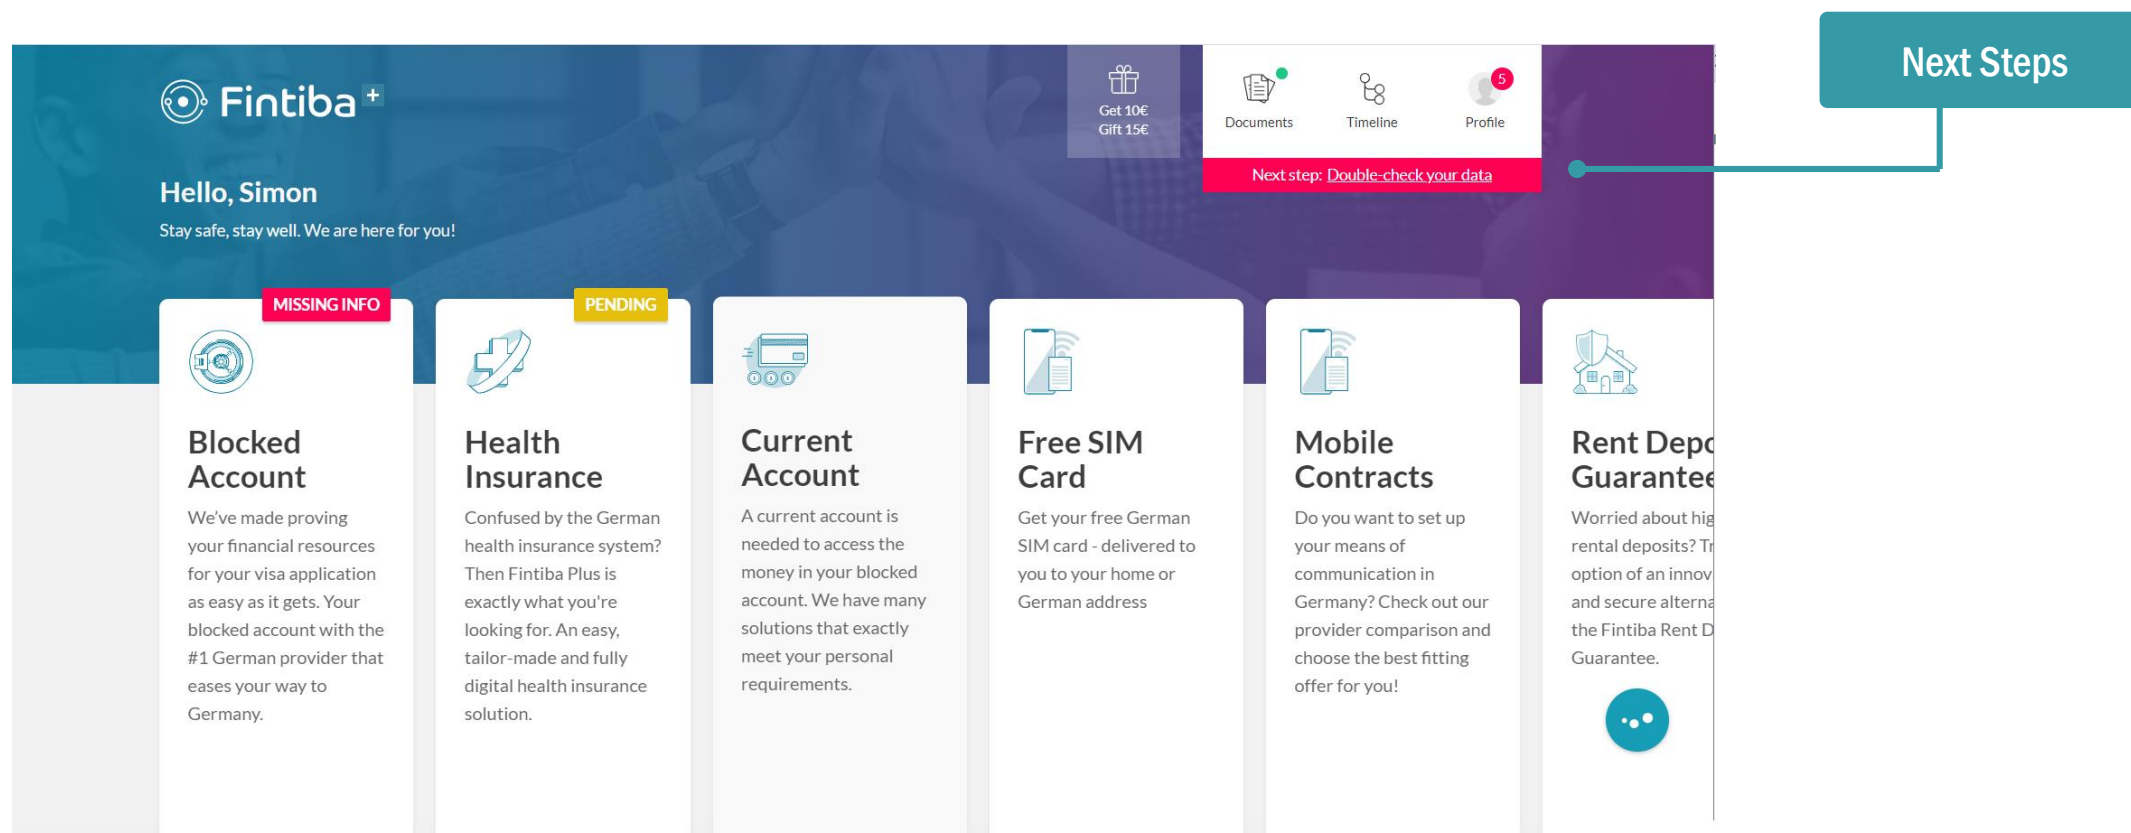 Next Steps
Fintiba +
Get 10€
Gift 15€
Documents
Timeline
5
Profile
Next step: Double-check your data
Hello, Simon
Stay safe, stay well. We are here for you!
MISSING INFO
Blocked
Account
We've made proving
your financial resources
for your visa application
as easy as it gets. Your
blocked account with the
#1 German provider that
eases your way to
Germany.
PENDING
Health
Insurance
Confused by the German
health insurance system?
Then Fintiba Plus is
exactly what you're
looking for. An easy,
tailor-made and fully
digital health insurance
solution.
Current
Account
A current account is
needed to access the
money in your blocked
account. We have many
solutions that exactly
meet your personal
requirements.
Free SIM
Card
Get your free German
SIM card - delivered to
you to your home or
German address
Mobile
Contracts
Do you want to set up
your means of
communication in
Germany? Check out our
provider comparison and
choose the best fitting
offer for you!
Rent
Guarantee
Worried about
rental deposits?
option of an
and secure
the Fintiba Rent
Guarantee.